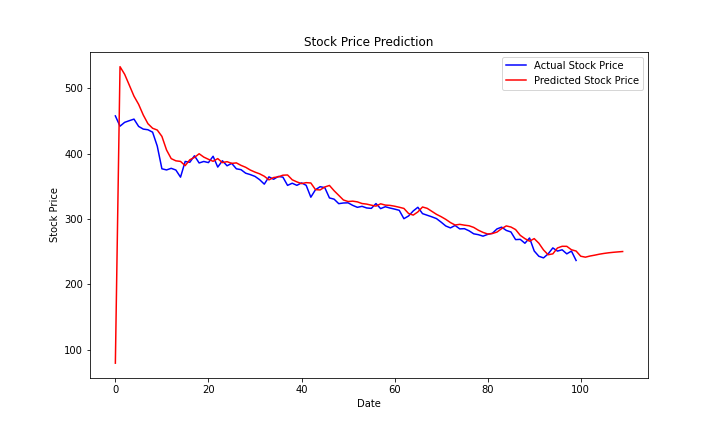 Stock Price Prediction
Actual Stock Price
Predicted Stock Price
Stock Price
500
400
300
200
100
0
20
40
60
80
100
Date